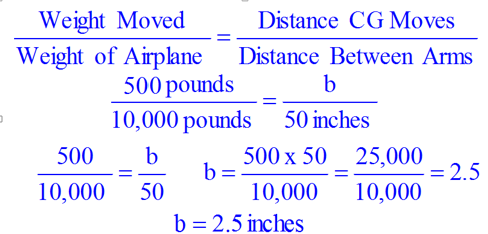 Weight Moved / Weight of Airplane = Distance CG Moves / Distance Between Arms
500 pounds / 10,000 pounds = b / 50 inches
500 / 10,000 = b / 50 b = 500 x 50 / 10,000 = 25,000 / 10,000 = 2.5
b = 2.5 inches